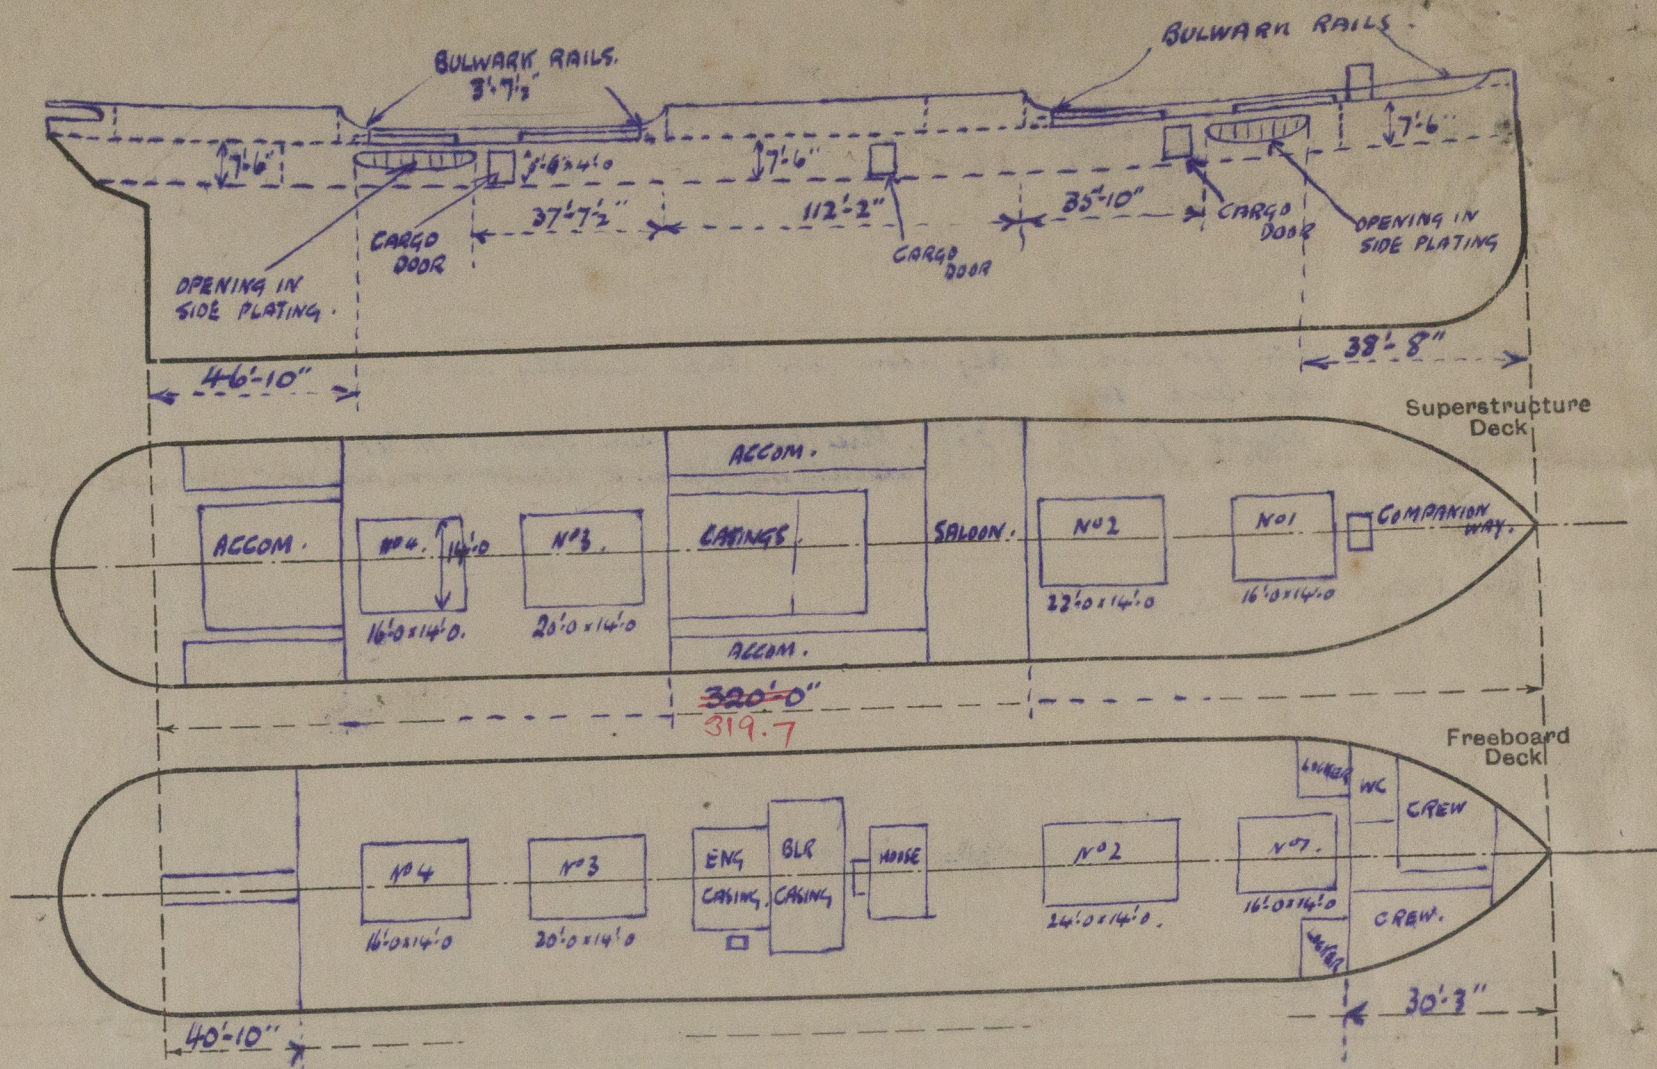 BULWARK RAILS.
3'-7½"
BULWARK RAILS.
7'-6"
7'-6"
7'-6"
37'-7½"
112'-2"
35'-10"
CARGO
DOOR
CARGO
DOOR
CARGO
DOOR
OPENING IN
SIDE PLATING.
OPENING IN
SIDE PLATING
46'-10"
38'-8"
Superstructure
Deck
ACCOM.
ACCOM.
Nº4.
14'-0
Nº3.
CASINGS.
SALOON.
Nº2
Nº1
COMPANION
WAY.
16'-0x14'-0.
20'-0x14'-0
ACCOM.
22'-0x14'-0
16'-0x14'-0
320'-0"
319.7
Freeboard
Deck
LOCKER
WC
CREW
Nº4
Nº3
ENG
CASING.
BLR
CASING
HOUSE
Nº2
Nº1.
16'-0x14'-0
20'-0x14'-0
24'-0x14'-0.
16'-0x14'-0
CREW.
LOCKER
40'-10"
30'-3"